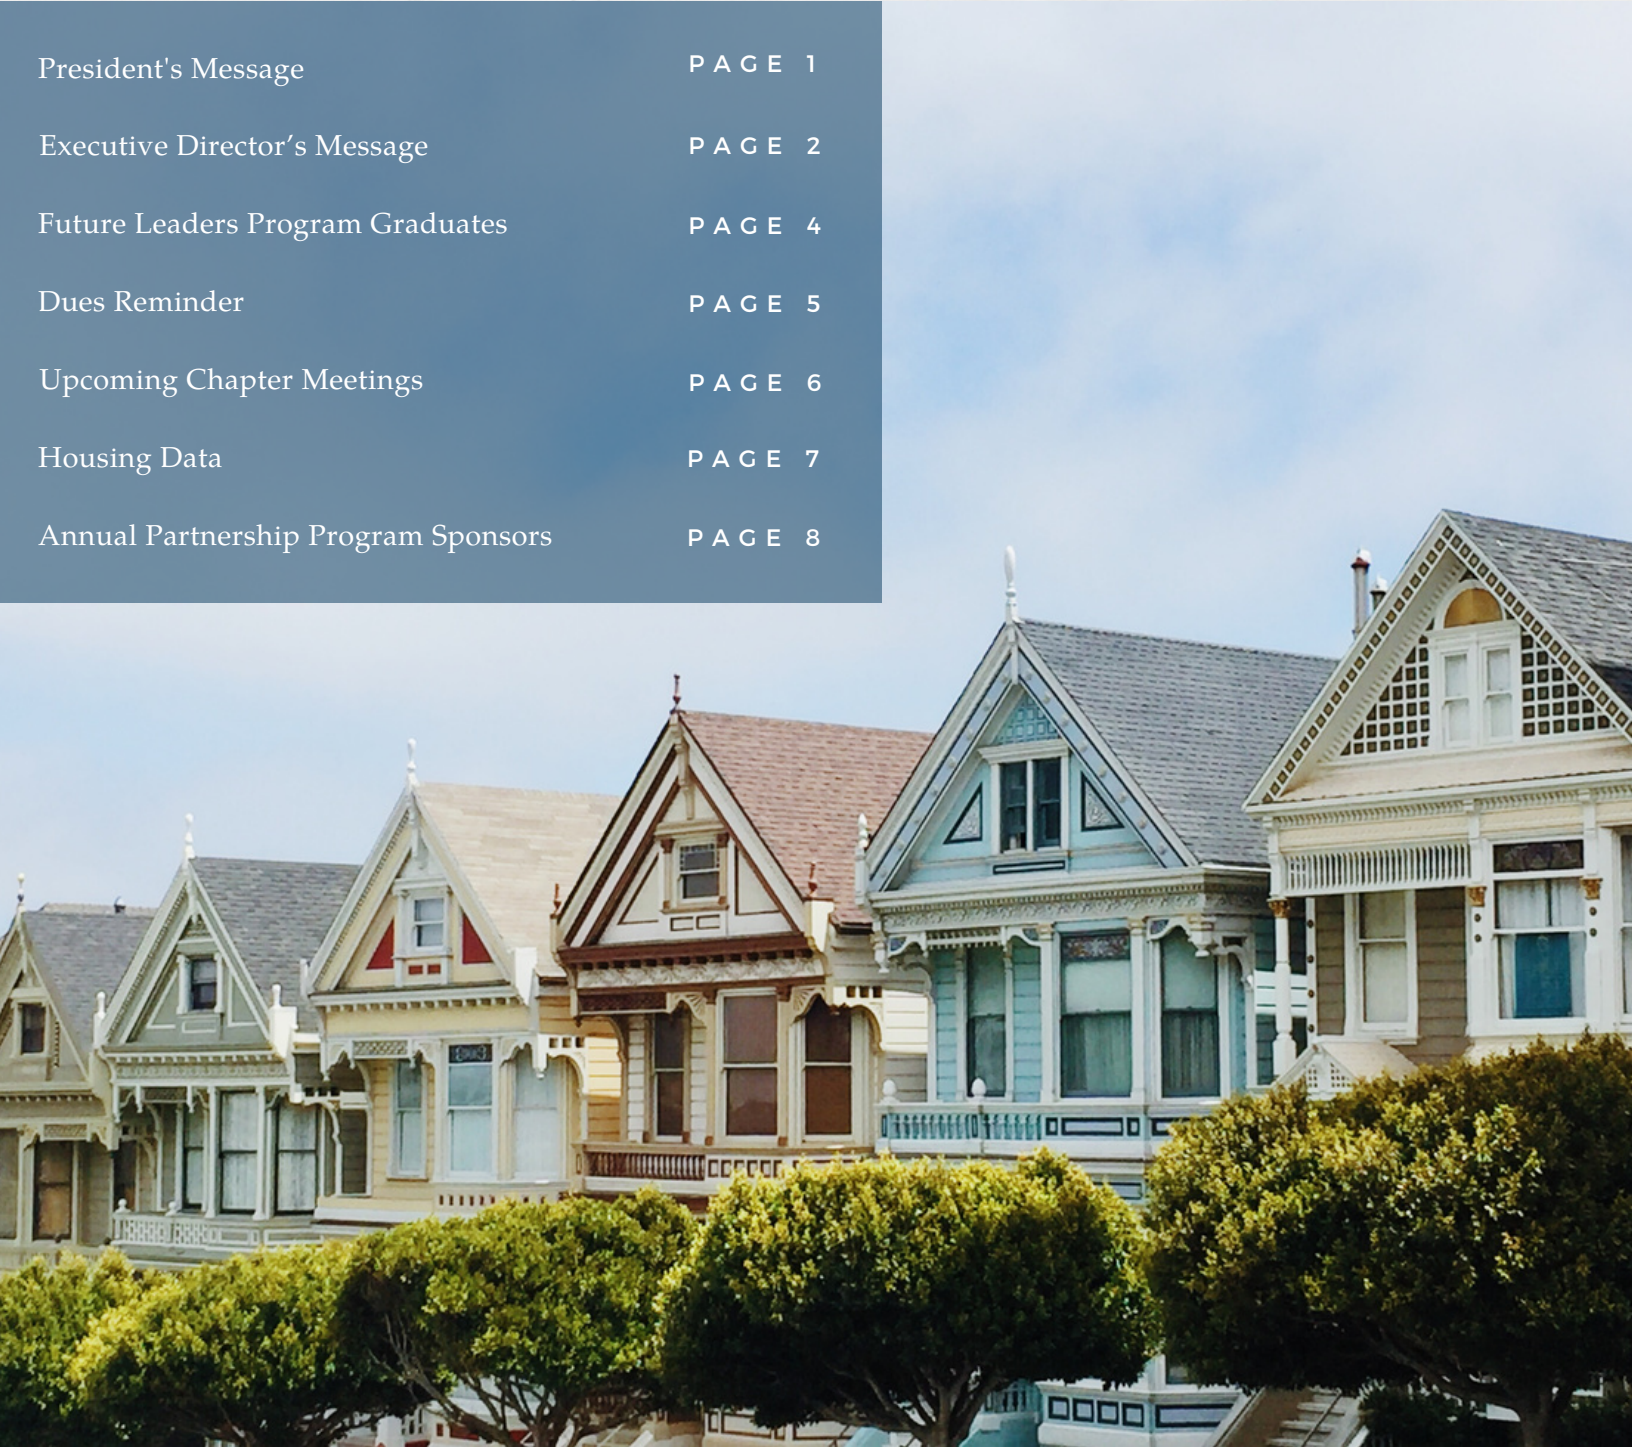 President's Message PAGE 1
Executive Director’s Message PAGE 2
Future Leaders Program Graduates PAGE 4
Dues Reminder PAGE 5
Upcoming Chapter Meetings PAGE 6
Housing Data PAGE 7
Annual Partnership Program Sponsors PAGE 8